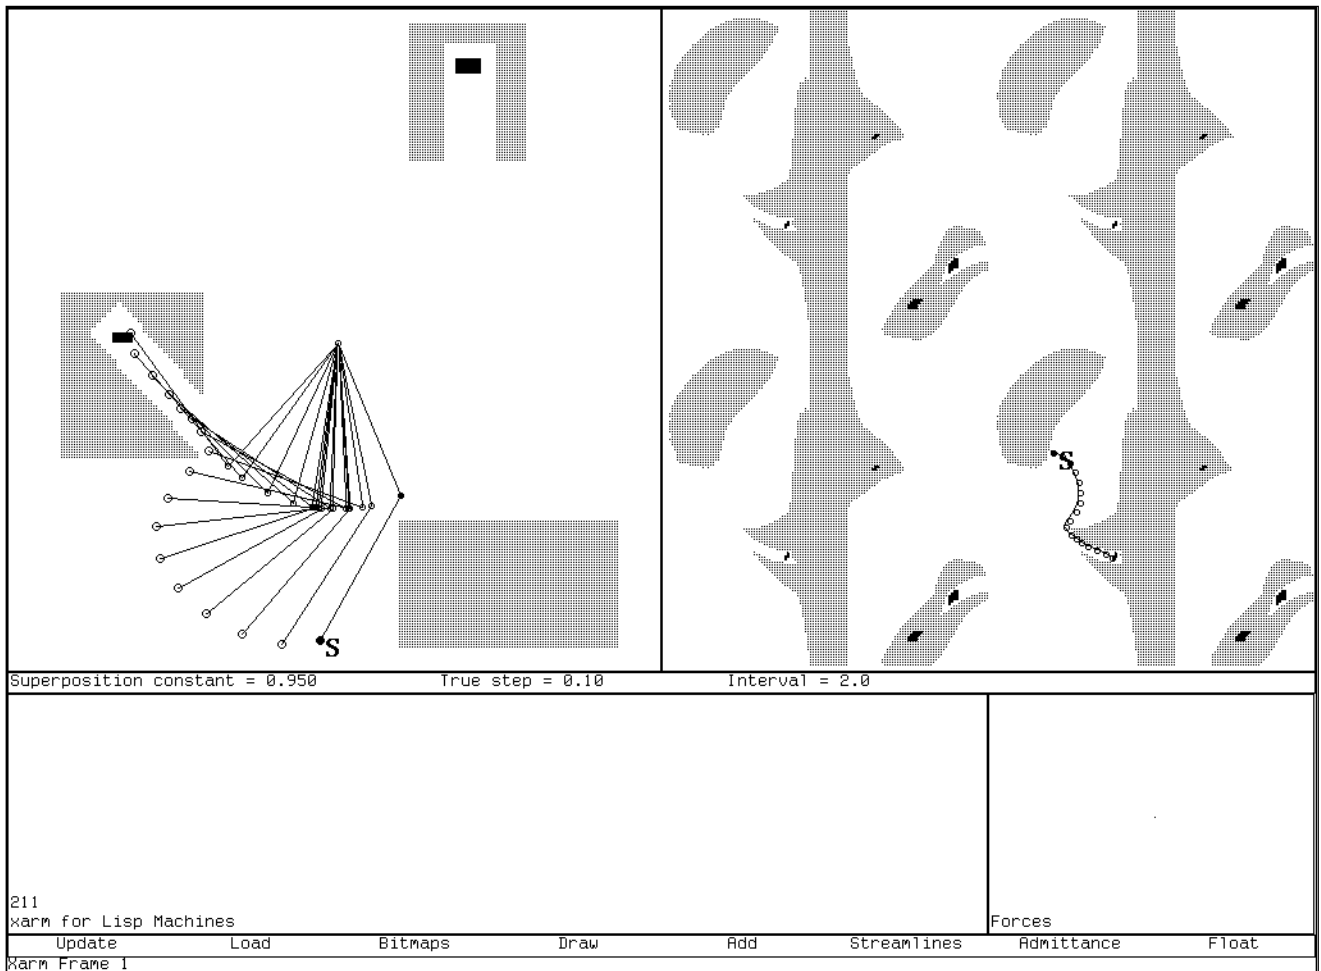 S
S
Superposition constant = 0.950 True step = 0.10 Interval = 2.0
211
xarm for Lisp Machines
Forces
Update Load Bitmaps Draw Add Streamlines Admittance Float
Xarm Frame 1